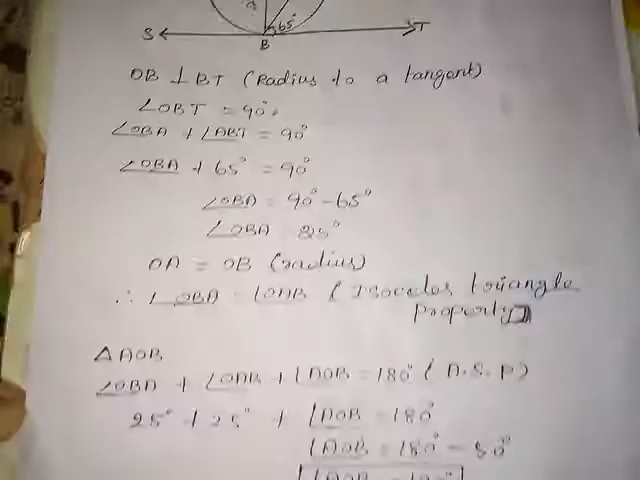 65°
S T
B
OB ⊥ BT (Radius to a tangent)
∠OBT = 90°.
∠OBA + ∠ABT = 90°
∠OBA + 65° = 90°
∠OBA = 90° - 65°
∠OBA 25°
OA = OB (radius)
∴ ∠OBA = ∠OAB (Isoceles triangle
property)
△AOB
∠OBA + ∠OAB + ∠AOB = 180° (A.S.P)
25° + 25° + ∠AOB = 180°
∠AOB = 180° - 50°